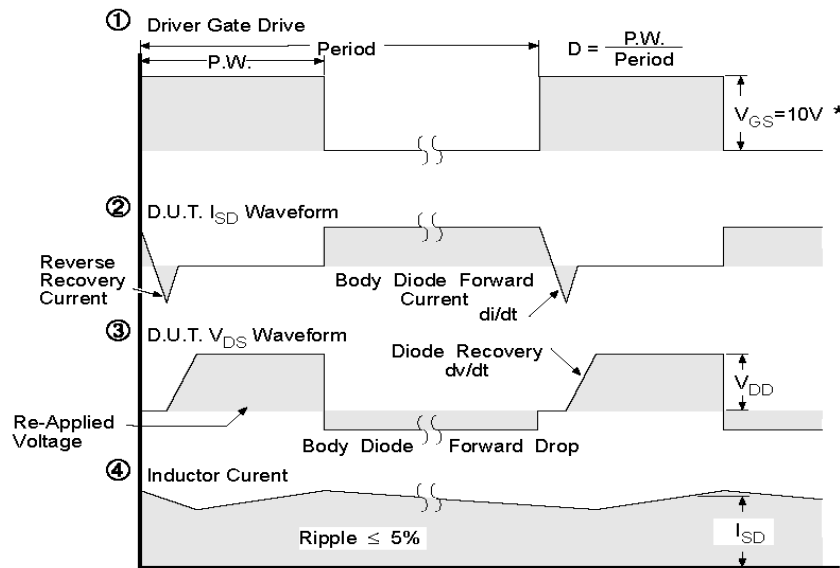 ① Driver Gate Drive
Period
P.W.
D = P.W. / Period
V_GS=10V *
② D.U.T. I_SD Waveform
Reverse
Recovery
Current
Body Diode Forward
Current
di/dt
③ D.U.T. V_DS Waveform
Diode Recovery
dv/dt
V_DD
Re-Applied
Voltage
Body Diode Forward Drop
④ Inductor Curent
Ripple ≤ 5%
I_SD